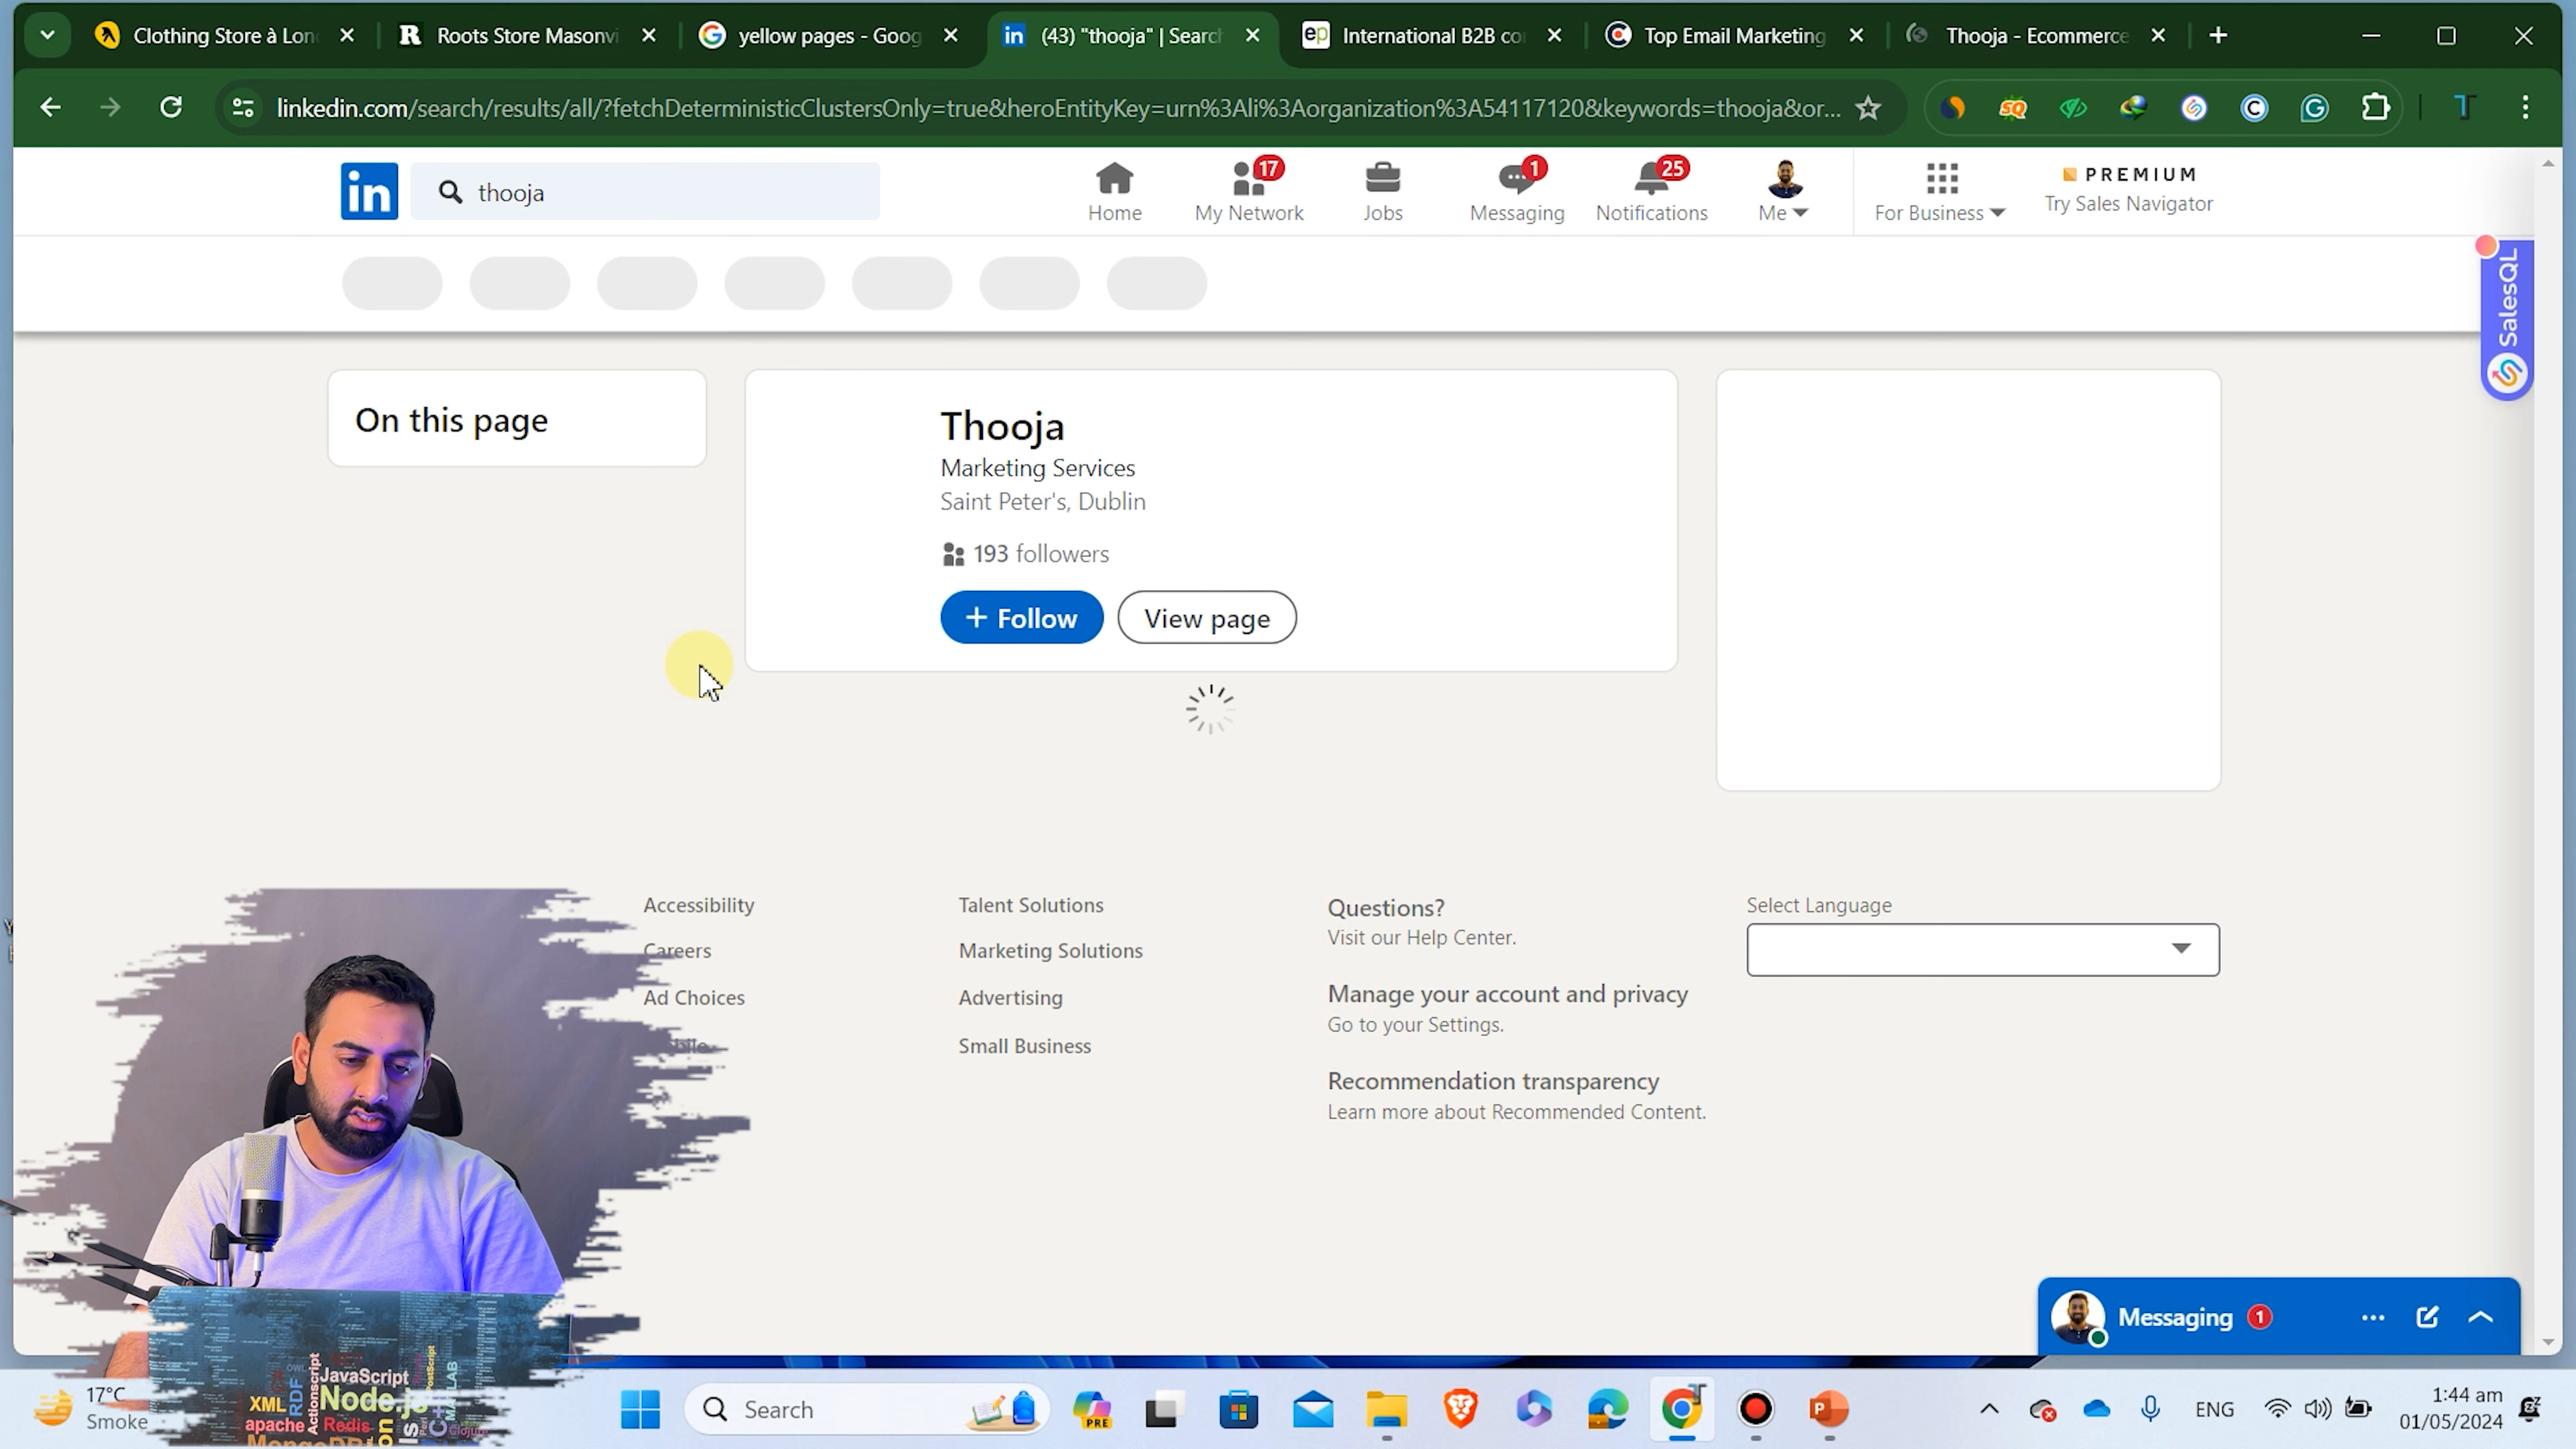 Clothing Store à Lon
Roots Store Masonvi
yellow pages - Goog
(43) "thooja" | Search
International B2B co
Top Email Marketing
Thooja - Ecommerce
linkedin.com/search/results/all/?fetchDeterministicClustersOnly=true&heroEntityKey=urn%3Ali%3Aorganization%3A54117120&keywords=thooja&or...
in
thooja
17
1
25
Home
My Network
Jobs
Messaging
Notifications
Me
For Business
PREMIUM
Try Sales Navigator
SalesQL
On this page
Thooja
Marketing Services
Saint Peter's, Dublin
193 followers
+ Follow
View page
Accessibility
Careers
Ad Choices
Talent Solutions
Marketing Solutions
Advertising
Small Business
Questions?
Visit our Help Center.
Manage your account and privacy
Go to your Settings.
Recommendation transparency
Learn more about Recommended Content.
Select Language
Messaging 1
JavaScript
XML
RDF
Actionscript
Node.js
apache
Redis
17°C
Smoke
Search
PRE
ENG
1:44 am
01/05/2024